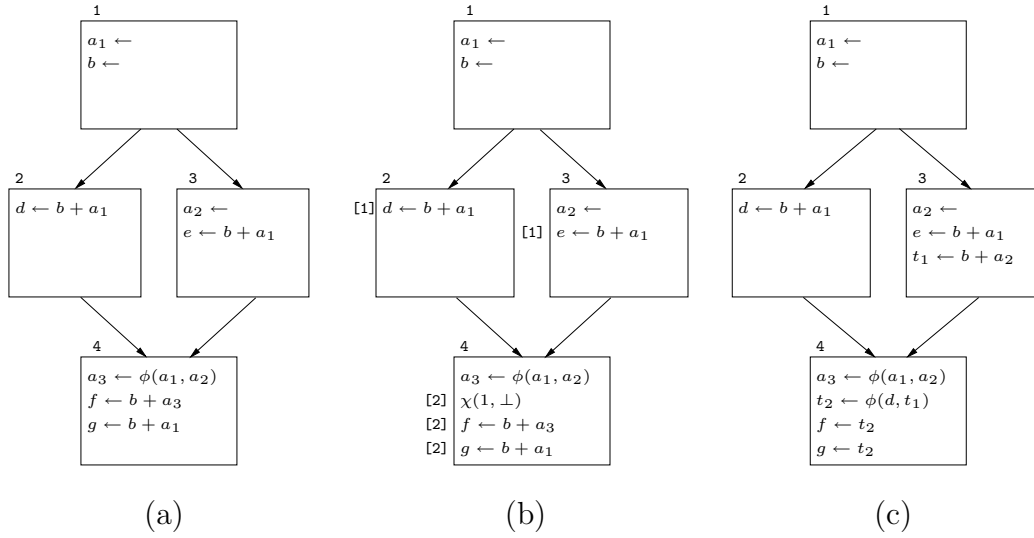 1
a₁ ←
b ←
2
d ← b + a₁
3
a₂ ←
e ← b + a₁
4
a₃ ← ϕ(a₁, a₂)
f ← b + a₃
g ← b + a₁
(a)
1
a₁ ←
b ←
2
[1] d ← b + a₁
3
a₂ ←
[1] e ← b + a₁
4
a₃ ← ϕ(a₁, a₂)
[2] χ(1, ⊥)
[2] f ← b + a₃
[2] g ← b + a₁
(b)
1
a₁ ←
b ←
2
d ← b + a₁
3
a₂ ←
e ← b + a₁
t₁ ← b + a₂
4
a₃ ← ϕ(a₁, a₂)
t₂ ← ϕ(d, t₁)
f ← t₂
g ← t₂
(c)